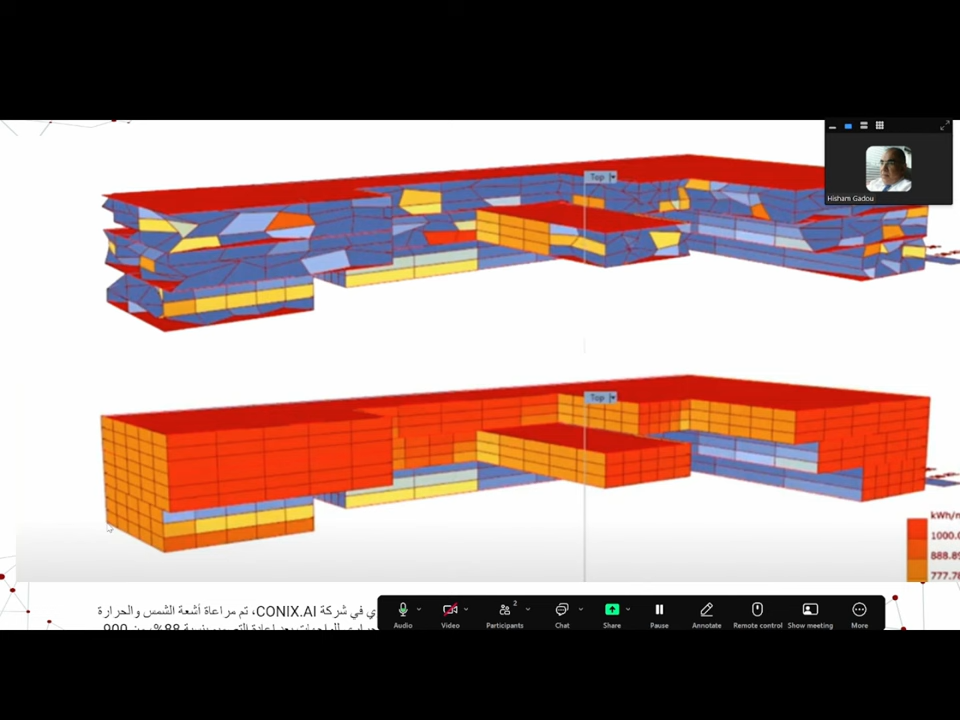 Top
Hisham Gadou
Top
kWh/m
1000.0
888.89
777.78
ي في شركة CONIX.AI، تم مراعاة أشعة الشمس والحرارة
2
Audio
Video
Participants
Chat
Share
Pause
Annotate
Remote control
Show meeting
More